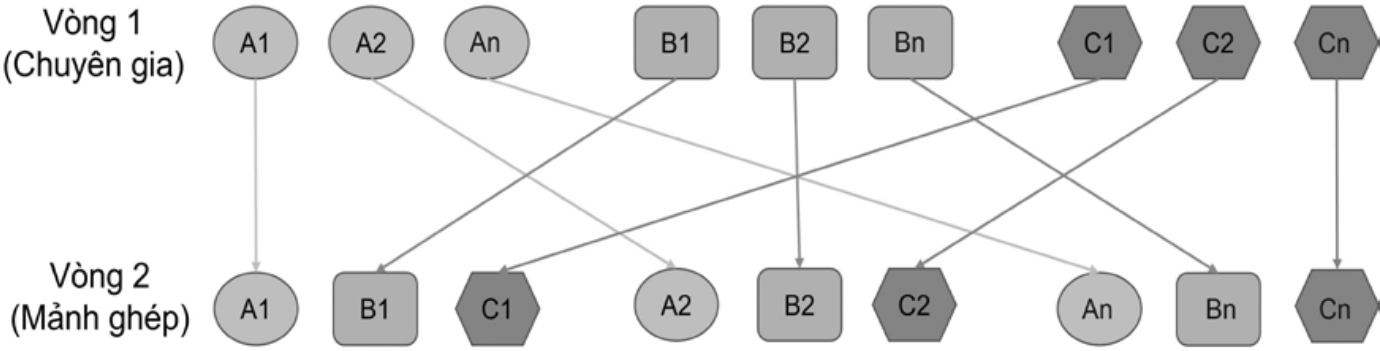 Vòng 1
(Chuyên gia)
A1 A2 An B1 B2 Bn C1 C2 Cn
Vòng 2
(Mảnh ghép)
A1 B1 C1 A2 B2 C2 An Bn Cn